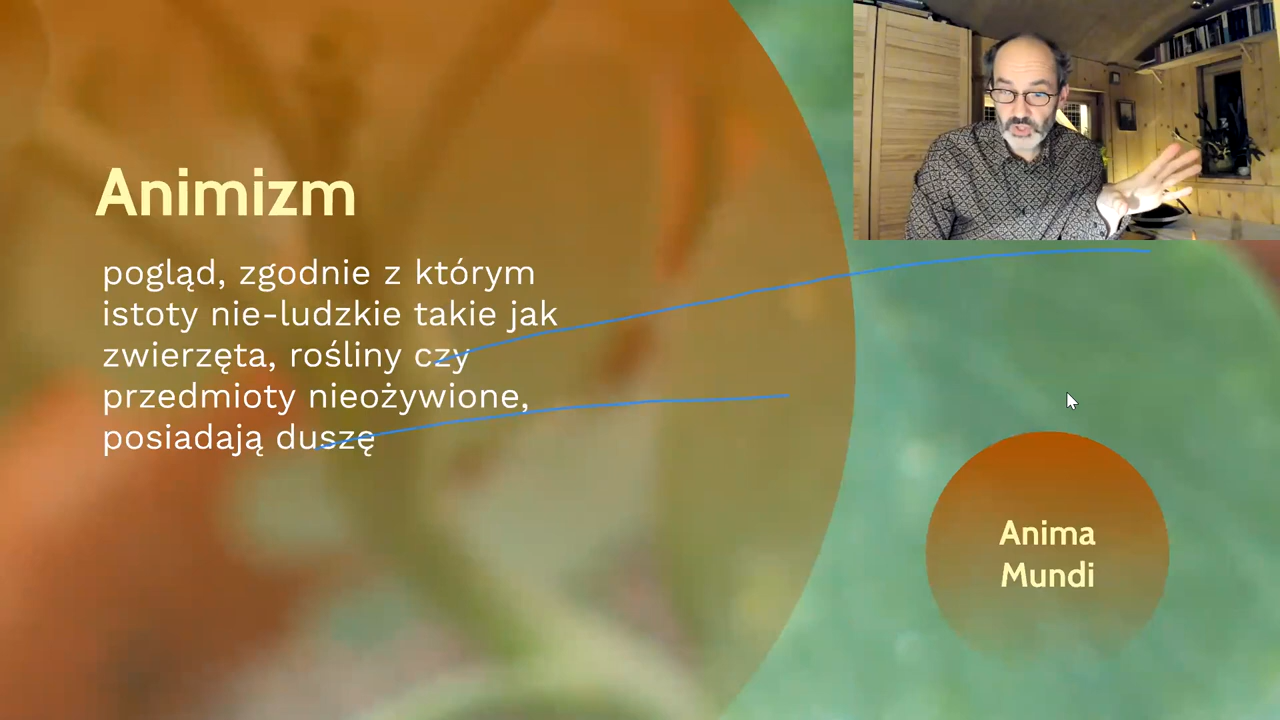 Animizm
pogląd, zgodnie z którym
istoty nie-ludzkie takie jak
zwierzęta, rośliny czy
przedmioty nieożywione,
posiadają duszę
Anima
Mundi